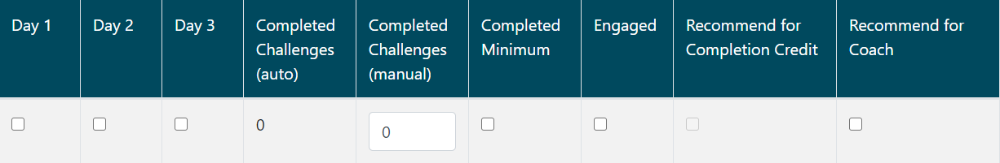 Day 1
Day 2
Day 3
Completed
Challenges
(auto)
Completed
Challenges
(manual)
Completed
Minimum
Engaged
Recommend for
Completion Credit
Recommend for
Coach
0
0